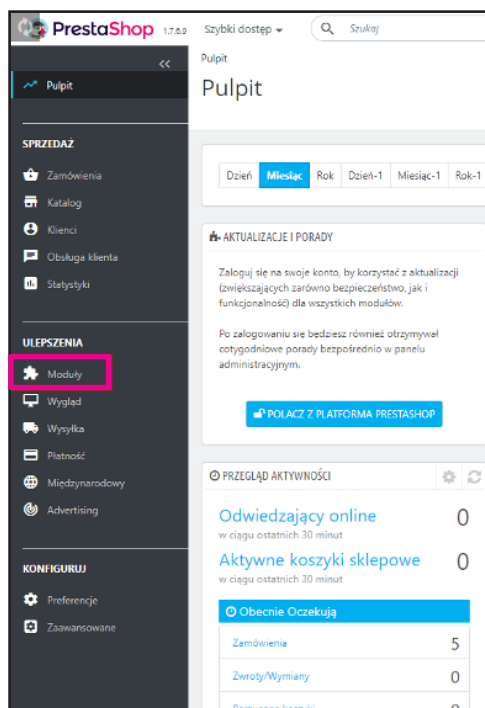 PrestaShop 1.7.6.9 Szybki dostęp Szukaj
<<
Pulpit
SPRZEDAŻ
Zamówienia
Katalog
Klienci
Obsługa klienta
Statystyki
ULEPSZENIA
Moduły
Wygląd
Wysyłka
Płatność
Międzynarodowy
Advertising
KONFIGURUJ
Preferencje
Zaawansowane
Pulpit
Pulpit
Dzień Miesiąc Rok Dzień-1 Miesiąc-1 Rok-1
AKTUALIZACJE I PORADY
Zaloguj się na swoje konto, by korzystać z aktualizacji
(zwiększających zarówno bezpieczeństwo, jak i
funkcjonalność) dla wszystkich modułów.
Po zalogowaniu się będziesz również otrzymywał
cotygodniowe porady bezpośrednio w panelu
administracyjnym.
POLACZ Z PLATFORMA PRESTASHOP
PRZEGLĄD AKTYWNOŚCI
Odwiedzający online 0
w ciągu ostatnich 30 minut
Aktywne koszyki sklepowe 0
w ciągu ostatnich 30 minut
Obecnie Oczekują
Zamówienia 5
Zwroty/Wymiany 0